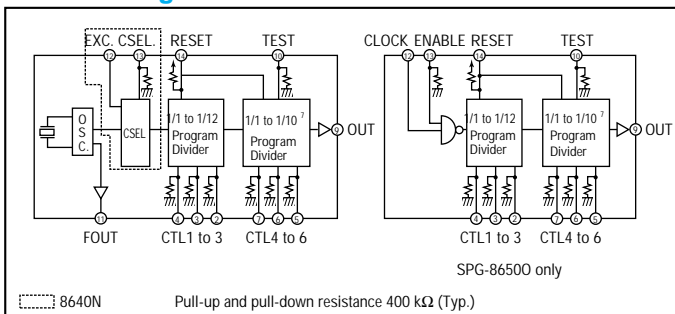 EXC. CSEL. RESET TEST
12 13 14 10
O
S
C.
CSEL
1/1 to 1/12
Program
Divider
1/1 to 1/10 7
Program
Divider
9 OUT
11 4 3 2 7 6 5
FOUT CTL1 to 3 CTL4 to 6
CLOCK ENABLE RESET TEST
12 13 14 10
1/1 to 1/12
Program
Divider
1/1 to 1/10 7
Program
Divider
9 OUT
4 3 2 7 6 5
CTL1 to 3 CTL4 to 6
SPG-8650O only
8640N Pull-up and pull-down resistance 400 kΩ (Typ.)